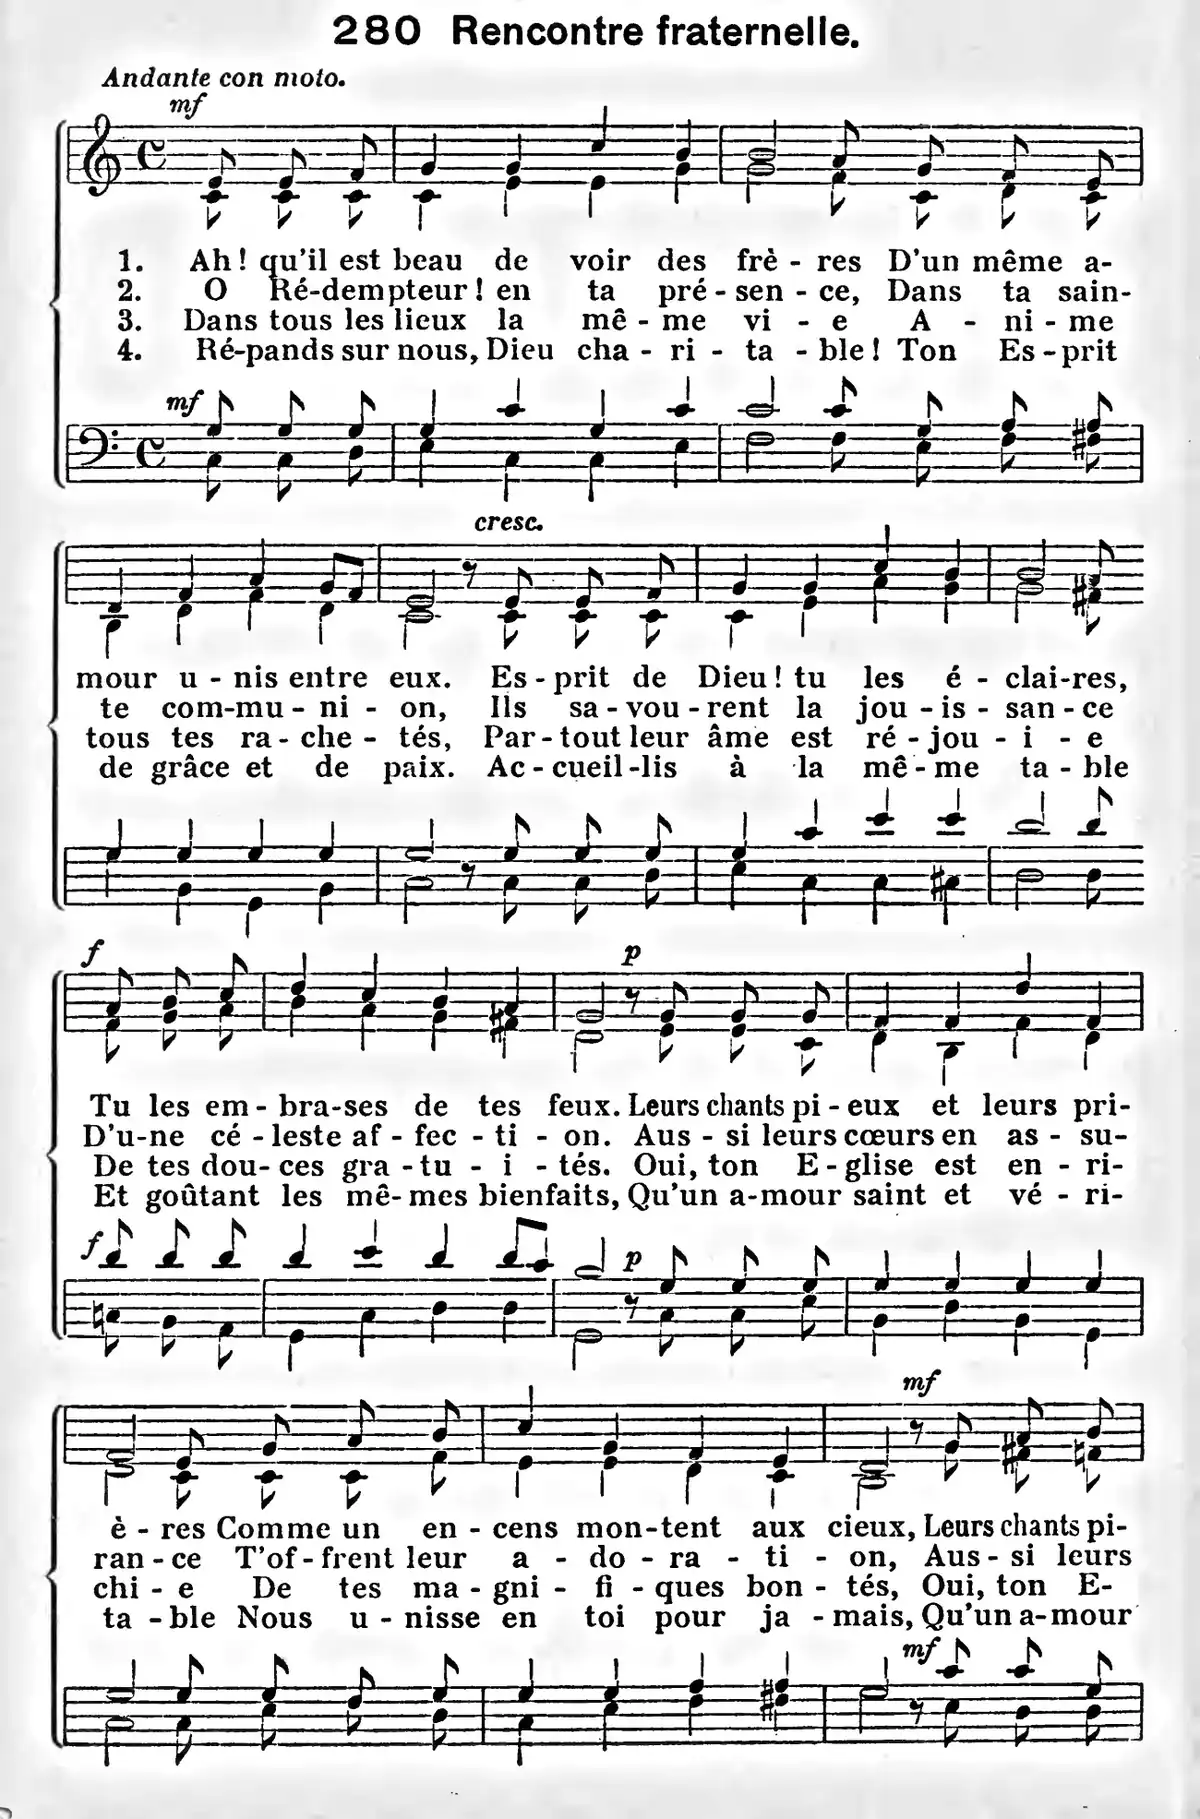 280 Rencontre fraternelle.
Andante con moto.
mf
1. Ah! qu'il est beau de voir des frè - res D'un même a-
2. O Ré-dempteur! en ta pré - sen - ce, Dans ta sain-
3. Dans tous les lieux la mê - me vi - e A - ni - me
4. Ré-pands sur nous, Dieu cha - ri - ta - ble! Ton Es - prit
mf
cresc.
mour u - nis entre eux. Es - prit de Dieu! tu les é - clai-res,
te com-mu - ni - on, Ils sa - vou - rent la jou - is - san - ce
tous tes ra - che - tés, Par - tout leur âme est ré - jou - i - e
de grâce et de paix. Ac - cueil - lis à la mê - me ta - ble
f p
Tu les em - bra-ses de tes feux. Leurs chants pi - eux et leurs pri-
D'u-ne cé - leste af - fec - ti - on. Aus - si leurs cœurs en as - su-
De tes dou - ces gra - tu - i - tés. Oui, ton E - glise est en - ri-
Et goûtant les mê - mes bienfaits, Qu'un a-mour saint et vé - ri-
f p
mf
è - res Comme un en - cens mon-tent aux cieux, Leurs chants pi-
ran - ce T'of - frent leur a - do - ra - ti - on, Aus - si leurs
chi - e De tes ma - gni - fi - ques bon - tés, Oui, ton E-
ta - ble Nous u - nisse en toi pour ja - mais, Qu'un a-mour
mf